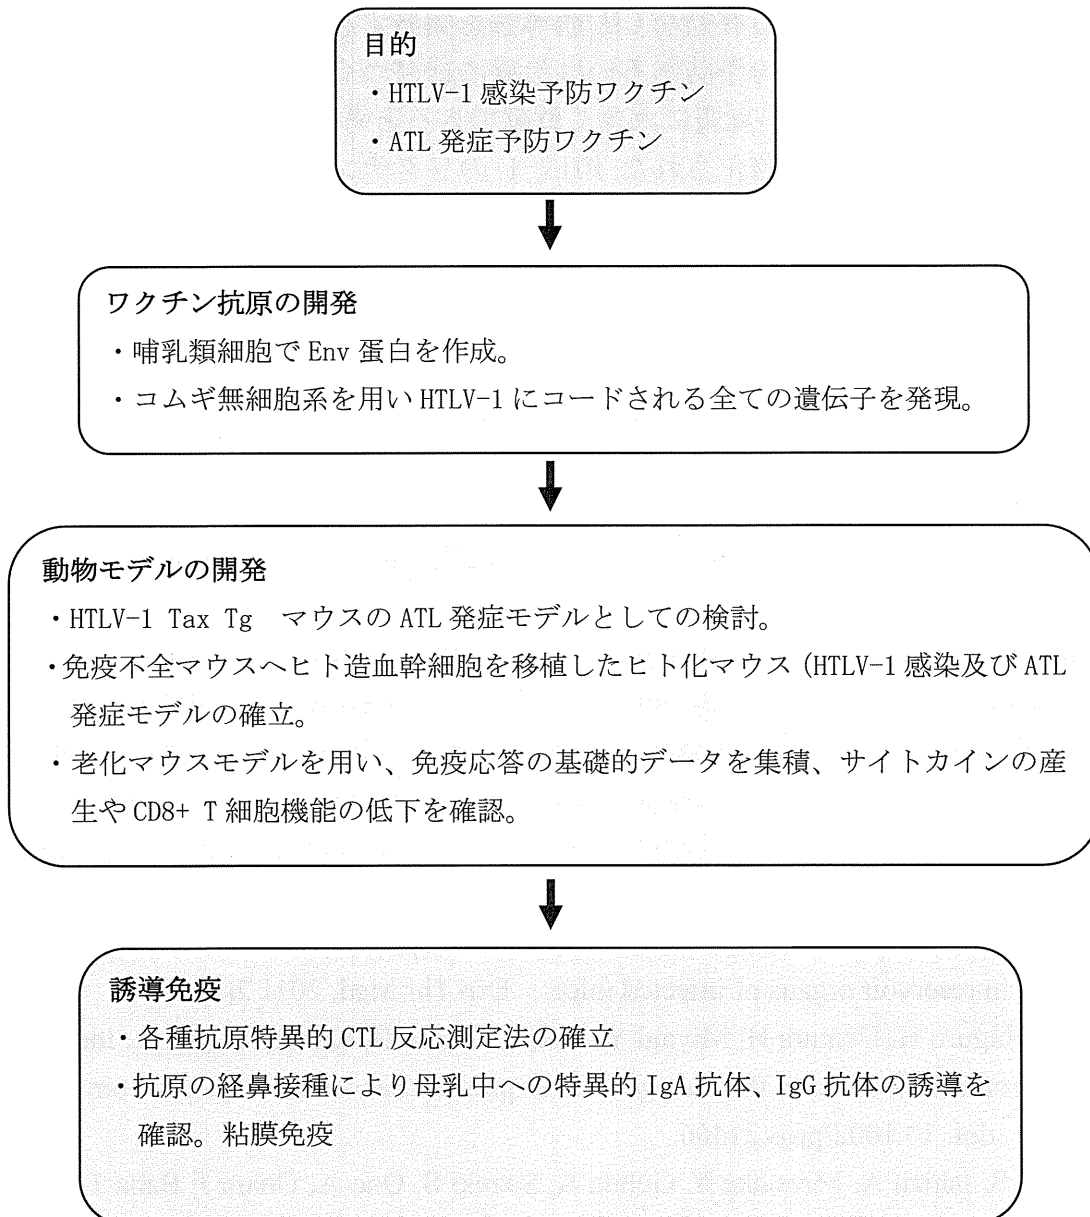 目的
・HTLV-1 感染予防ワクチン
・ATL 発症予防ワクチン
ワクチン抗原の開発
・哺乳類細胞で Env 蛋白を作成。
・コムギ無細胞系を用い HTLV-1 にコードされる全ての遺伝子を発現。
動物モデルの開発
・HTLV-1 Tax Tg　マウスの ATL 発症モデルとしての検討。
・免疫不全マウスへヒト造血幹細胞を移植したヒト化マウス (HTLV-1 感染及び ATL
発症モデルの確立。
・老化マウスモデルを用い、免疫応答の基礎的データを集積、サイトカインの産
生や CD8+ T 細胞機能の低下を確認。
誘導免疫
・各種抗原特異的 CTL 反応測定法の確立
・抗原の経鼻接種により母乳中への特異的 IgA 抗体、IgG 抗体の誘導を
確認。粘膜免疫